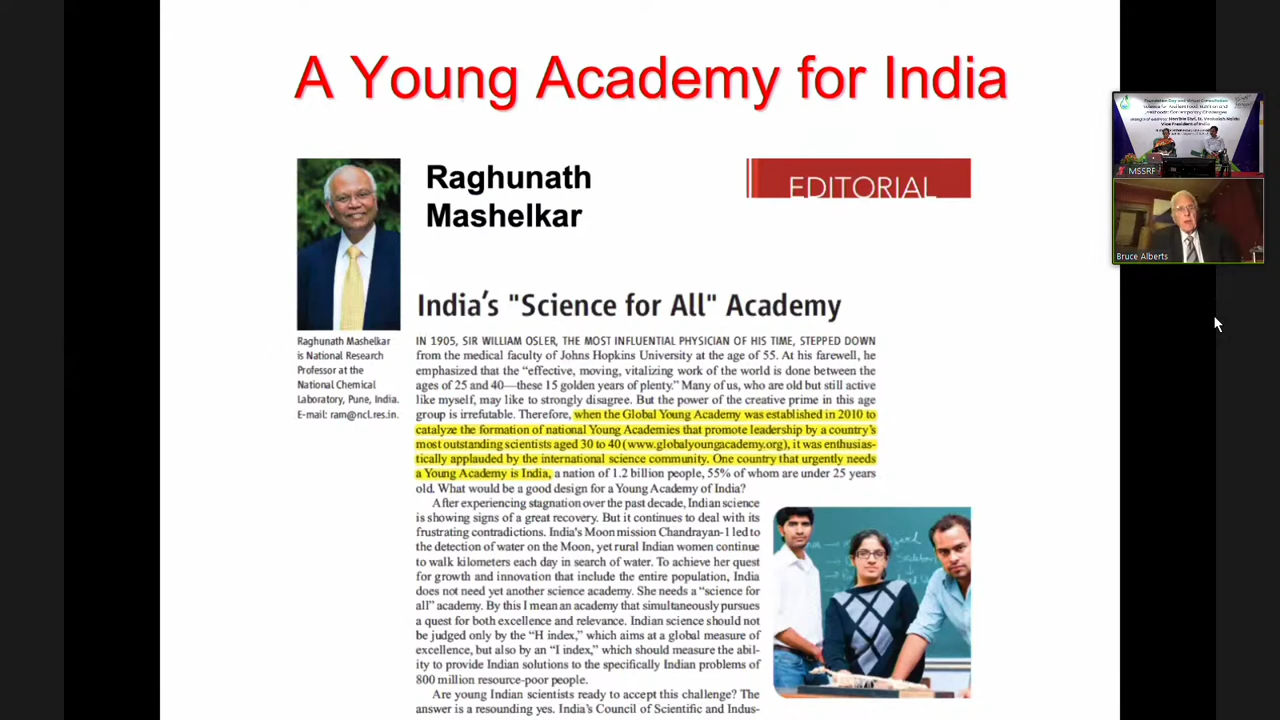 A Young Academy for India
Raghunath
Mashelkar
EDITORIAL
India's "Science for All" Academy
Raghunath Mashelkar
is National Research
Professor at the
National Chemical
Laboratory, Pune, India.
E-mail: ram@ncl.res.in.
IN 1905, SIR WILLIAM OSLER, THE MOST INFLUENTIAL PHYSICIAN OF HIS TIME, STEPPED DOWN
from the medical faculty of Johns Hopkins University at the age of 55. At his farewell, he
emphasized that the “effective, moving, vitalizing work of the world is done between the
ages of 25 and 40—these 15 golden years of plenty.” Many of us, who are old but still active
like myself, may like to strongly disagree. But the power of the creative prime in this age
group is irrefutable. Therefore, when the Global Young Academy was established in 2010 to
catalyze the formation of national Young Academies that promote leadership by a country's
most outstanding scientists aged 30 to 40 (www.globalyoungacademy.org), it was enthusias-
tically applauded by the international science community. One country that urgently needs
a Young Academy is India, a nation of 1.2 billion people, 55% of whom are under 25 years
old. What would be a good design for a Young Academy of India?
After experiencing stagnation over the past decade, Indian science
is showing signs of a great recovery. But it continues to deal with its
frustrating contradictions. India's Moon mission Chandrayan-1 led to
the detection of water on the Moon, yet rural Indian women continue
to walk kilometers each day in search of water. To achieve her quest
for growth and innovation that include the entire population, India
does not need yet another science academy. She needs a “science for
all” academy. By this I mean an academy that simultaneously pursues
a quest for both excellence and relevance. Indian science should not
be judged only by the “H index,” which aims at a global measure of
excellence, but also by an “I index,” which should measure the abil-
ity to provide Indian solutions to the specifically Indian problems of
800 million resource-poor people.
Are young Indian scientists ready to accept this challenge? The
answer is a resounding yes. India's Council of Scientific and Indus-
Foundation Day and Virtual Consultation
Vice President of India
MSSRF
Bruce Alberts